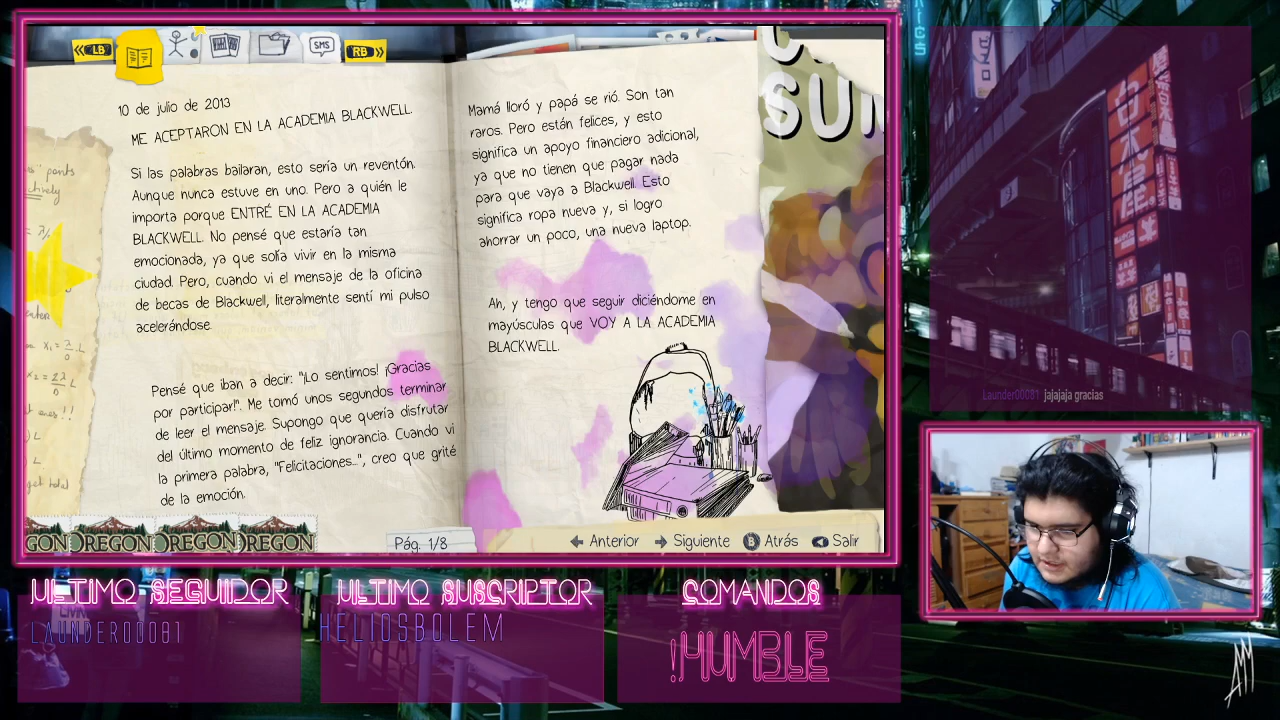 LB
SMS
RB
10 de julio de 2013
ME ACEPTARON EN LA ACADEMIA BLACKWELL.
Si las palabras bailaran, esto sería un reventón.
Aunque nunca estuve en uno. Pero a quién le
importa porque ENTRÉ EN LA ACADEMIA
BLACKWELL. No pensé que estaría tan
emocionada, ya que solía vivir en la misma
ciudad. Pero, cuando vi el mensaje de la oficina
de becas de Blackwell, literalmente sentí mi pulso
acelerándose.
Pensé que iban a decir: "¡Lo sentimos! ¡Gracias
por participar!". Me tomó unos segundos terminar
de leer el mensaje. Supongo que quería disfrutar
del último momento de feliz ignorancia. Cuando vi
la primera palabra, "Felicitaciones...", creo que grité
de la emoción.
Mamá lloró y papá se rió. Son tan
raros. Pero están felices, y esto
significa un apoyo financiero adicional,
ya que no tienen que pagar nada
para que vaya a Blackwell. Esto
significa ropa nueva y, si logro
ahorrar un poco, una nueva laptop.
Ah, y tengo que seguir diciéndome en
mayúsculas que VOY A LA ACADEMIA
BLACKWELL.
SUM
GON OREGON OREGON OREGON
Pág. 1/8
Anterior Siguiente B Atrás Salir
Launder00081 jajajaja gracias
ULTIMO SEGUIDOR
LAUNDER00081
ULTIMO SUSCRIPTOR
HELIOSBOLEM
COMANDOS
!HUMBLE